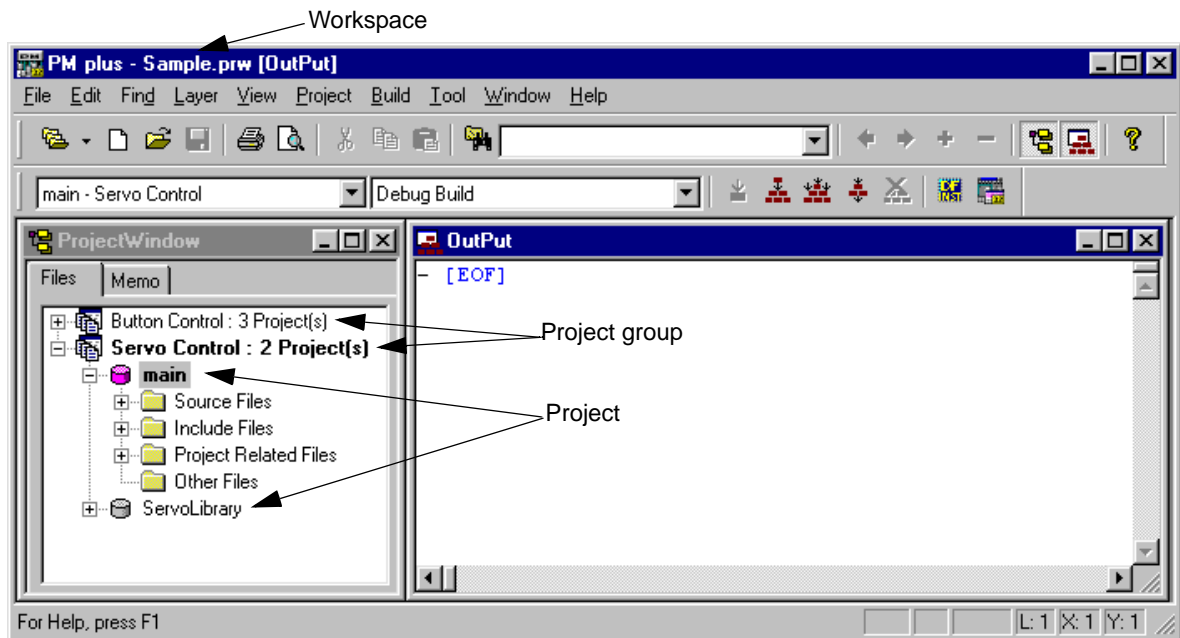 Workspace
PM plus - Sample.prw [OutPut]
File Edit Find Layer View Project Build Tool Window Help
main - Servo Control Debug Build
ProjectWindow
OutPut
Files Memo
[EOF]
Button Control : 3 Project(s)
Project group
Servo Control : 2 Project(s)
main
Source Files
Project
Include Files
Project Related Files
Other Files
ServoLibrary
For Help, press F1
L: 1 X: 1 Y: 1